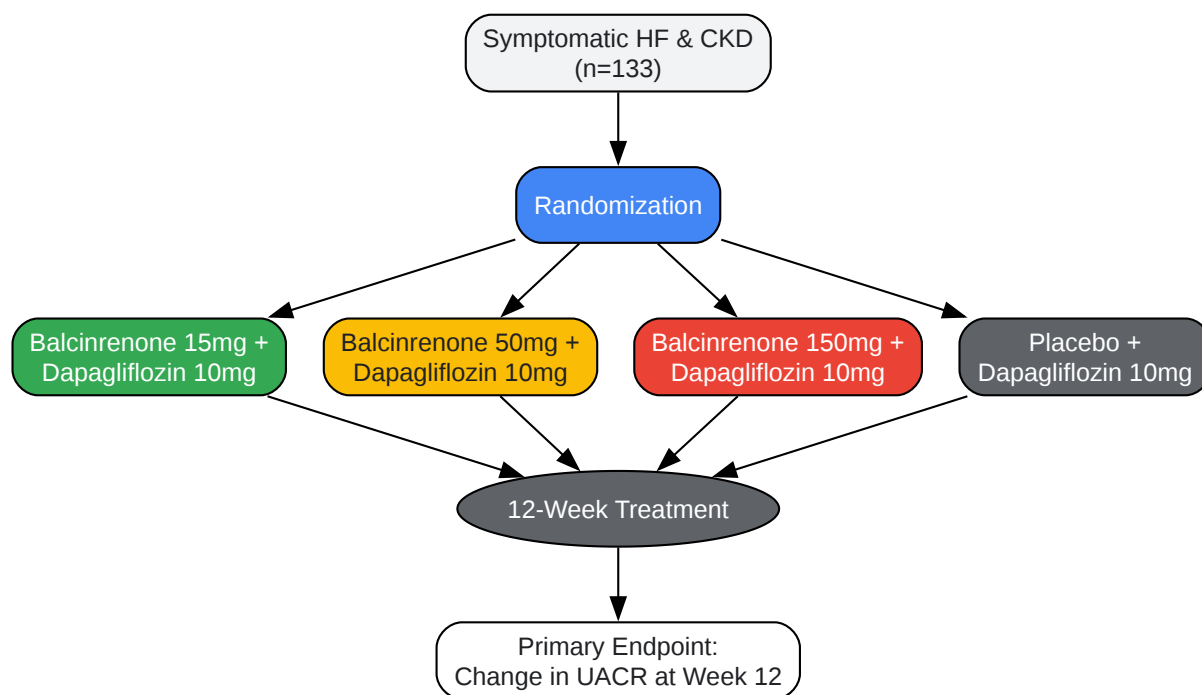 Symptomatic HF & CKD
(n=133)
Randomization
Balcinrenone 15mg +
Dapagliflozin 10mg
Balcinrenone 50mg +
Dapagliflozin 10mg
Balcinrenone 150mg +
Dapagliflozin 10mg
Placebo +
Dapagliflozin 10mg
12-Week Treatment
Primary Endpoint:
Change in UACR at Week 12